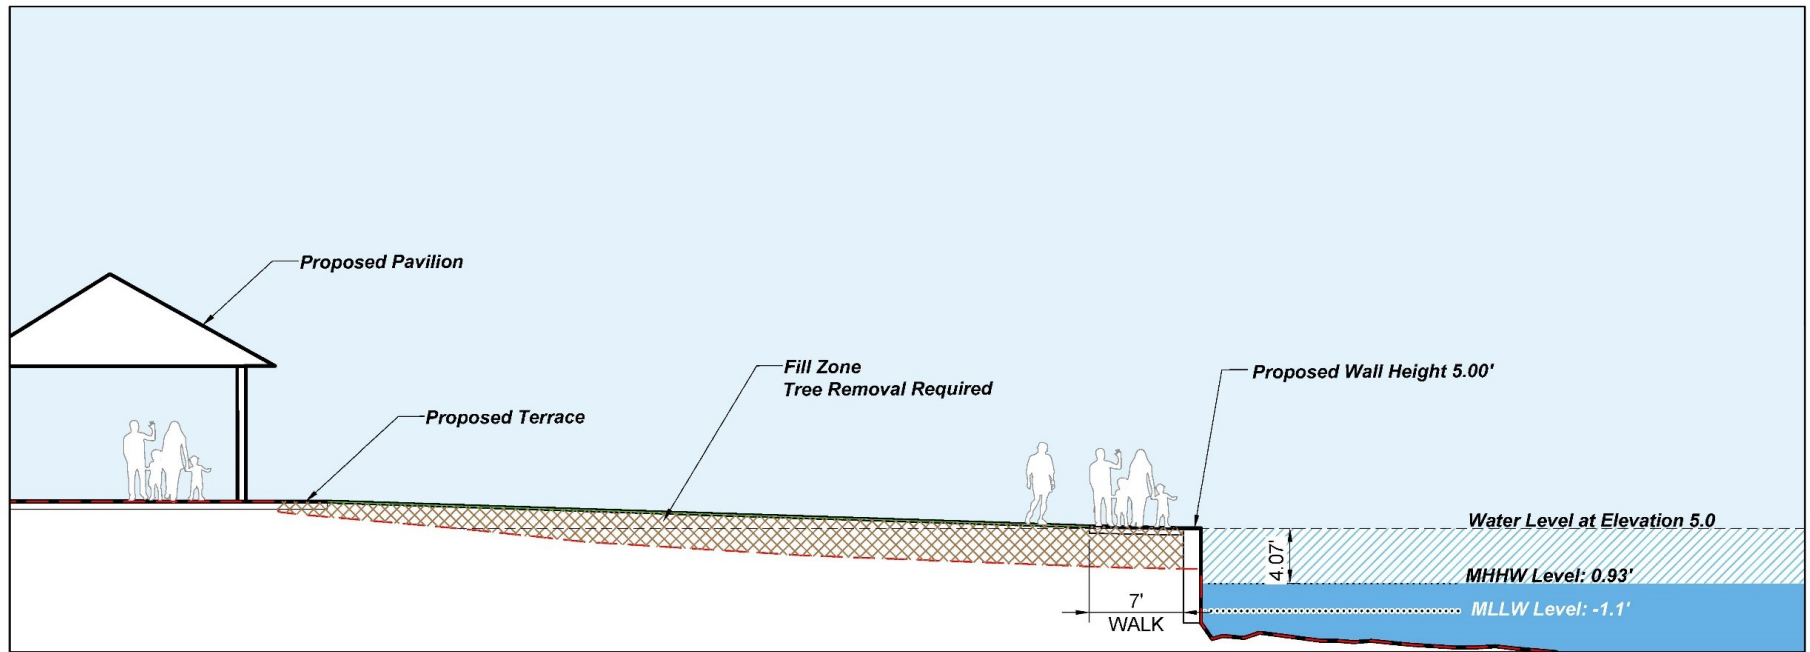 Proposed Pavilion
Fill Zone
Tree Removal Required
Proposed Wall Height 5.00'
Proposed Terrace
Water Level at Elevation 5.0
4.07'
MHHW Level: 0.93'
7'
WALK
MLLW Level: -1.1'